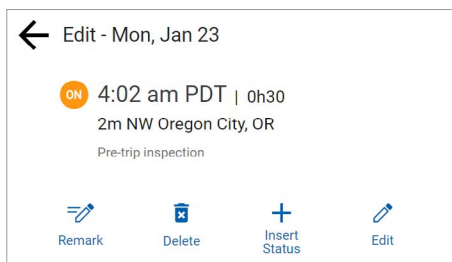 Edit - Mon, Jan 23
ON 4:02 am PDT | 0h30
2m NW Oregon City, OR
Pre-trip inspection
Remark Delete Insert Status Edit